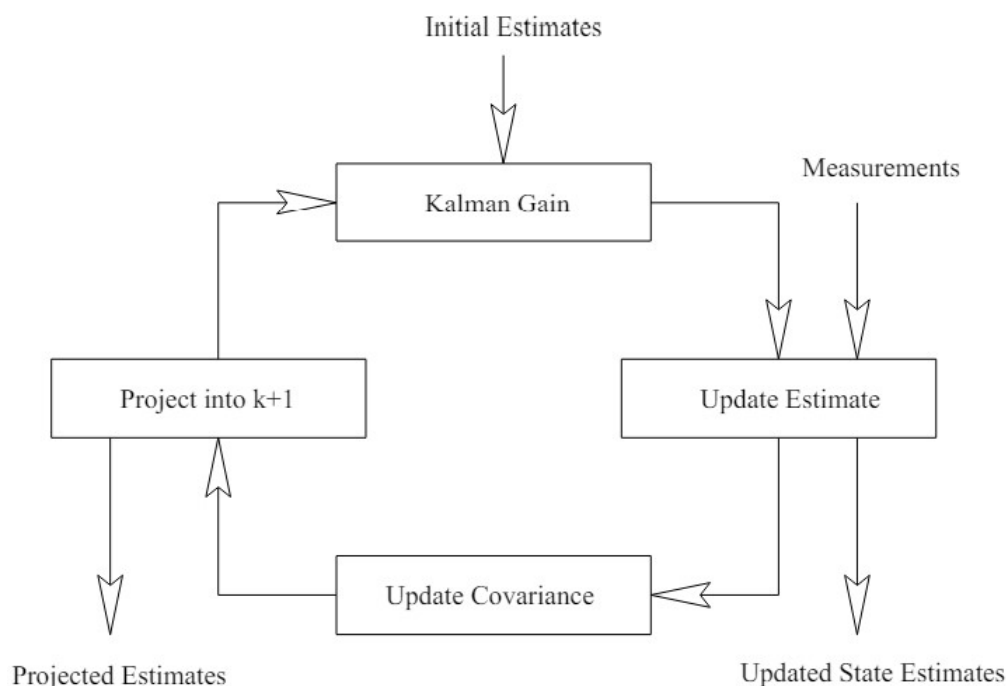 Initial Estimates
Measurements
Kalman Gain
Project into k+1
Update Estimate
Update Covariance
Projected Estimates
Updated State Estimates